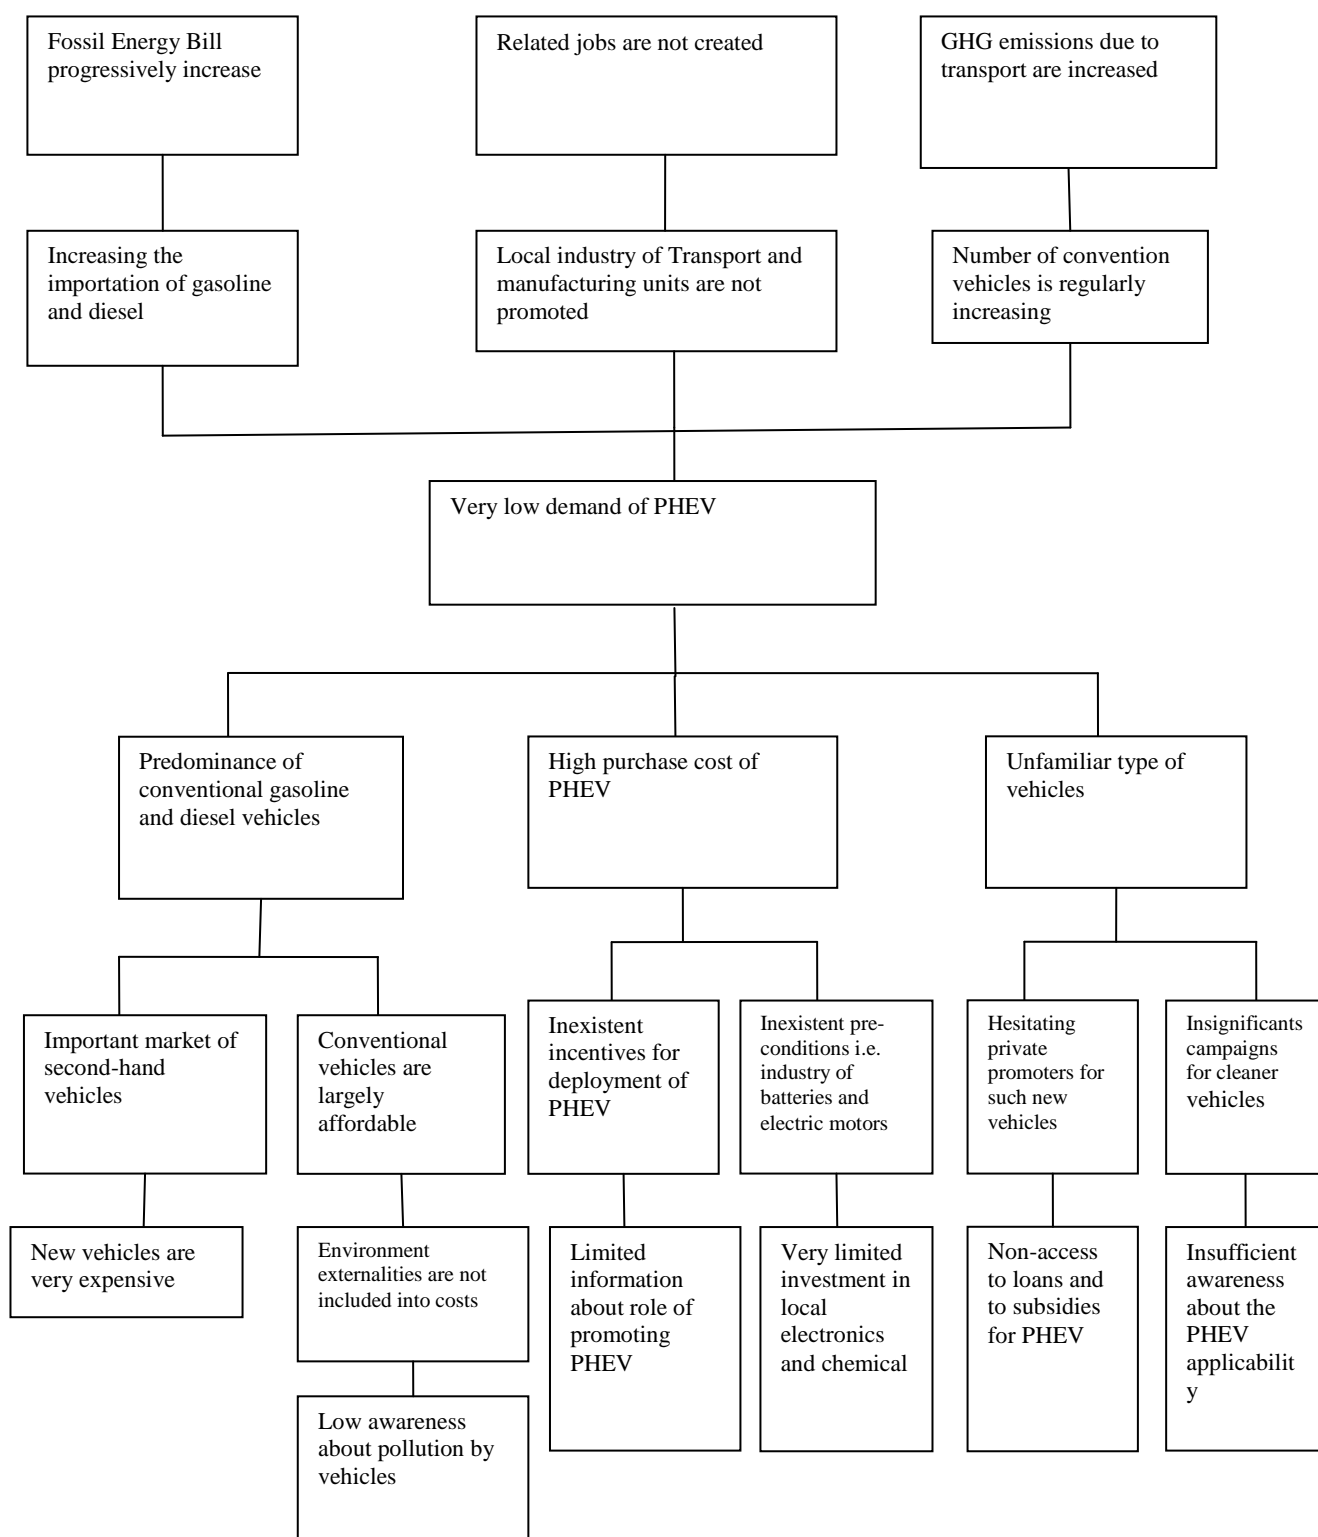 Fossil Energy Bill
progressively increase
Related jobs are not created
GHG emissions due to
transport are increased
Increasing the
importation of gasoline
and diesel
Local industry of Transport and
manufacturing units are not
promoted
Number of convention
vehicles is regularly
increasing
Very low demand of PHEV
Predominance of
conventional gasoline
and diesel vehicles
High purchase cost of
PHEV
Unfamiliar type of
vehicles
Important market of
second-hand
vehicles
Conventional
vehicles are
largely
affordable
Inexistent
incentives for
deployment of
PHEV
Inexistent pre-
conditions i.e.
industry of
batteries and
electric motors
Hesitating
private
promoters for
such new
vehicles
Insignificants
campaigns
for cleaner
vehicles
New vehicles are
very expensive
Environment
externalities are not
included into costs
Limited
information
about role of
promoting
PHEV
Very limited
investment in
local
electronics
and chemical
Non-access
to loans and
to subsidies
for PHEV
Insufficient
awareness
about the
PHEV
applicabilit
y
Low awareness
about pollution by
vehicles